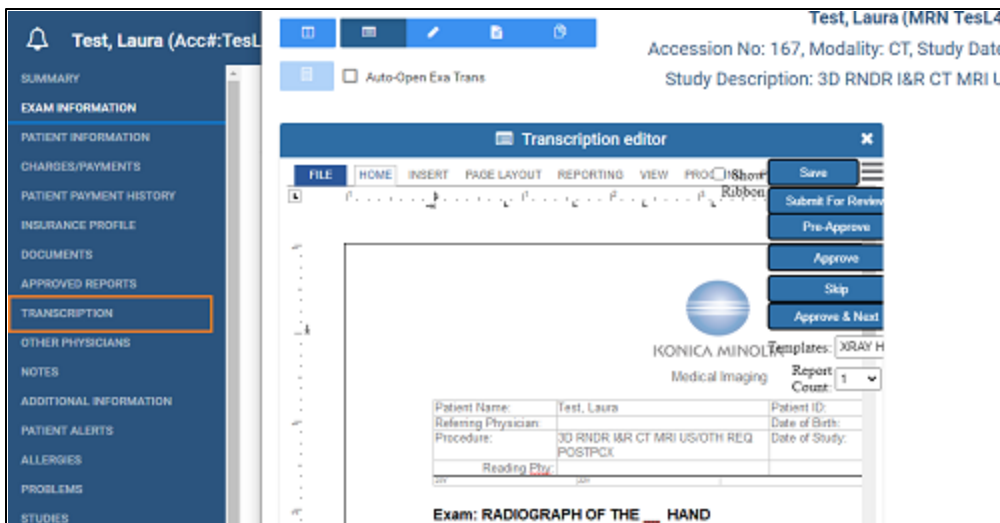 Test, Laura (Acc#:TesL
SUMMARY
EXAM INFORMATION
PATIENT INFORMATION
CHARGES/PAYMENTS
PATIENT PAYMENT HISTORY
INSURANCE PROFILE
DOCUMENTS
APPROVED REPORTS
TRANSCRIPTION
OTHER PHYSICIANS
NOTES
ADDITIONAL INFORMATION
PATIENT ALERTS
ALLERGIES
PROBLEMS
STUDIES
Test, Laura (MRN TesL4
Accession No: 167, Modality: CT, Study Date
Study Description: 3D RNDR I&R CT MRI U
Auto-Open Exa Trans
Transcription editor
FILE HOME INSERT PAGE LAYOUT REPORTING VIEW
Show
Ribbon
Save
Submit For Review
Pre-Approve
Approve
Skip
Approve & Next
Templates: XRAY H
Report
Count: 1
KONICA MINOLTA
Medical Imaging
Patient Name: Test, Laura Patient ID:
Referring Physician: Date of Birth:
Procedure: 3D RNDR I&R CT MRI US/OTH REQ Date of Study:
POSTPCX
Reading Phy:
Exam: RADIOGRAPH OF THE __ HAND